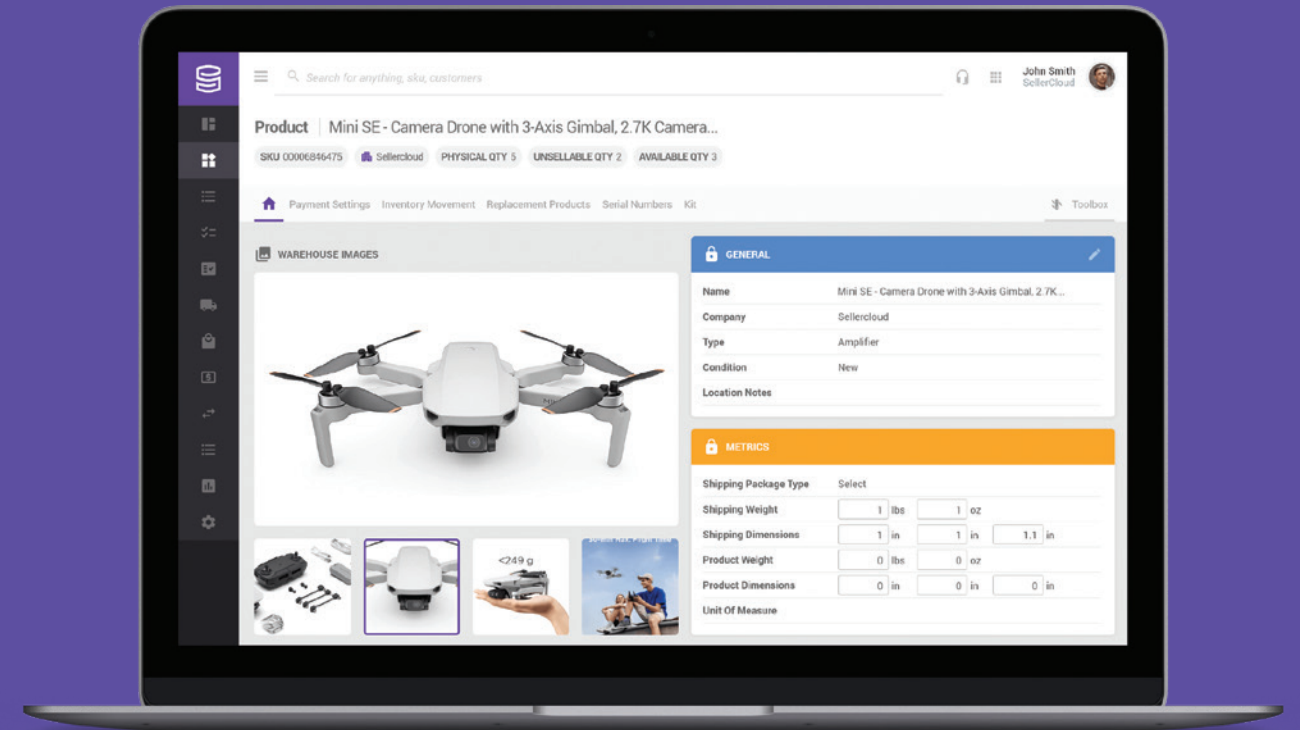 Search for anything, sku, customers
John Smith
SellerCloud
Product Mini SE - Camera Drone with 3-Axis Gimbal, 2.7K Camera...
SKU 00006846475 Sellercloud PHYSICAL QTY 5 UNSELLABLE QTY 2 AVAILABLE QTY 3
Payment Settings Inventory Movement Replacement Products Serial Numbers Kit Toolbox
WAREHOUSE IMAGES
<249 g
GENERAL
Name Mini SE - Camera Drone with 3-Axis Gimbal, 2.7K...
Company Sellercloud
Type Amplifier
Condition New
Location Notes
METRICS
Shipping Package Type Select
Shipping Weight 1 lbs 1 oz
Shipping Dimensions 1 in 1 in 1.1 in
Product Weight 0 lbs 0 oz
Product Dimensions 0 in 0 in 0 in
Unit Of Measure